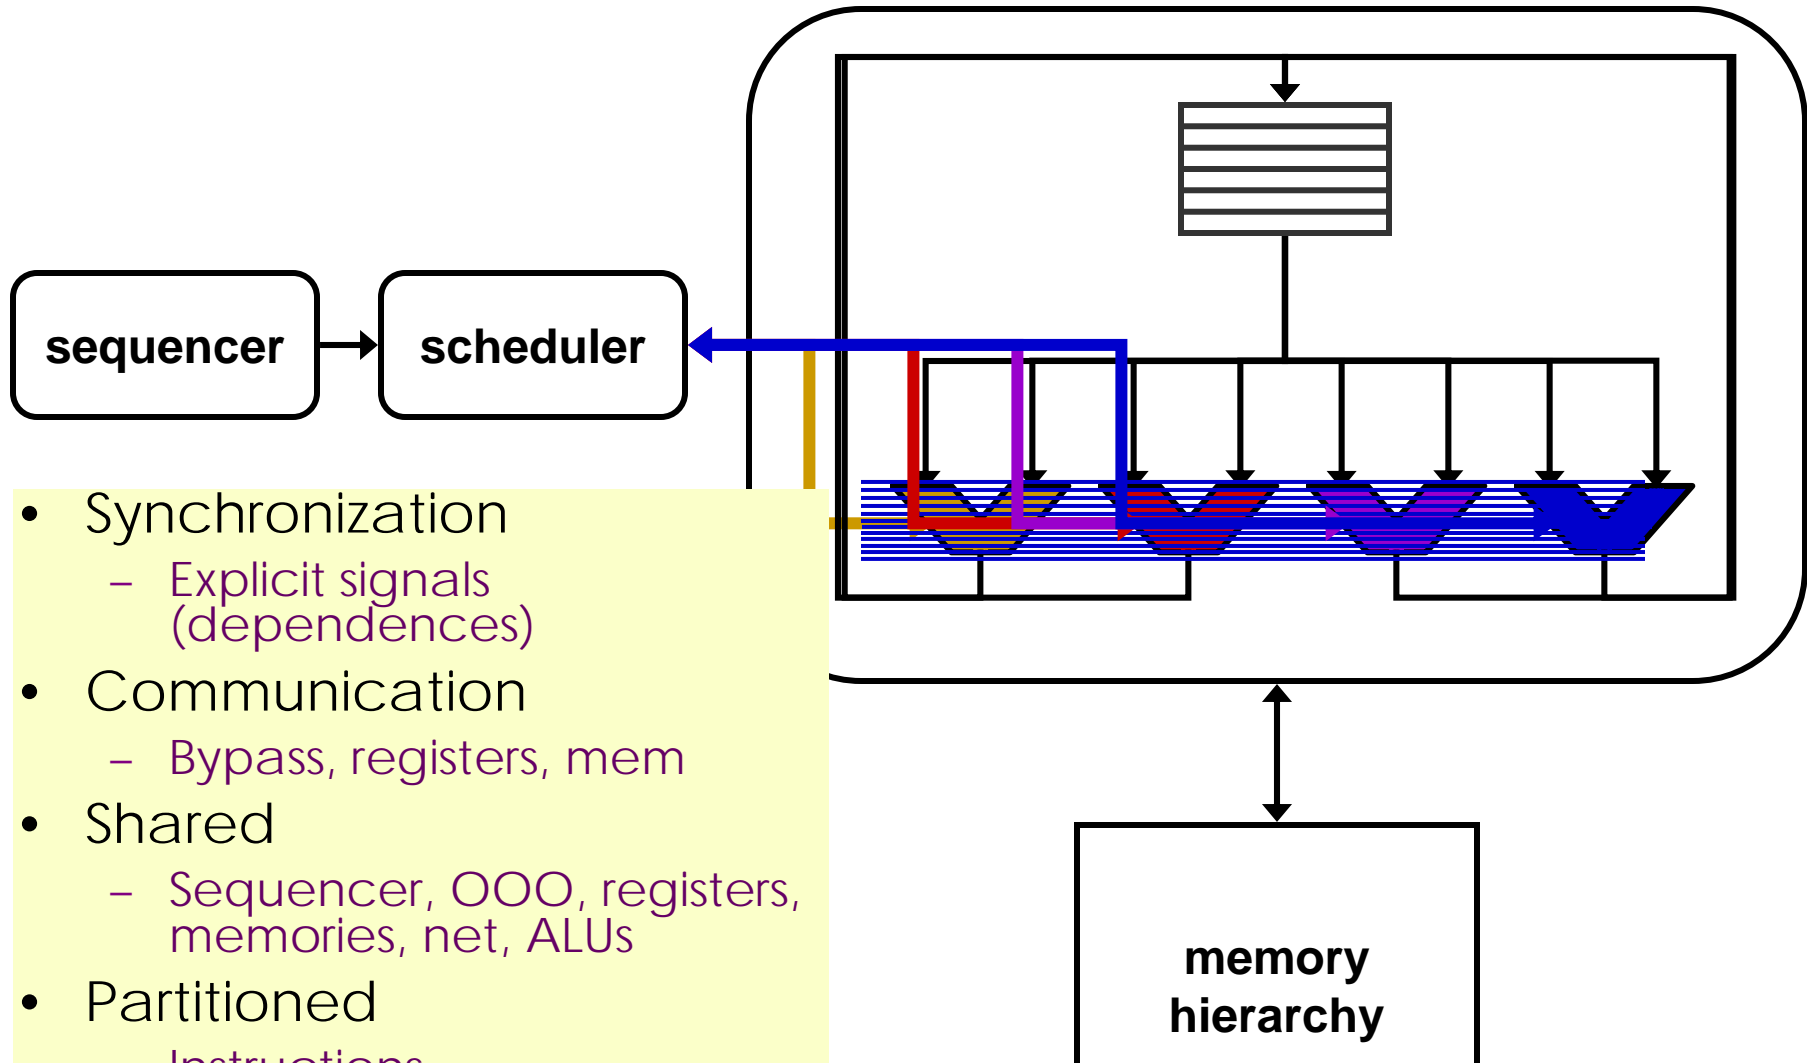 sequencer
scheduler
• Synchronization
– Explicit signals
(dependences)
• Communication
– Bypass, registers, mem
• Shared
– Sequencer, OOO, registers,
memories, net, ALUs
• Partitioned
Instructions
memory
hierarchy